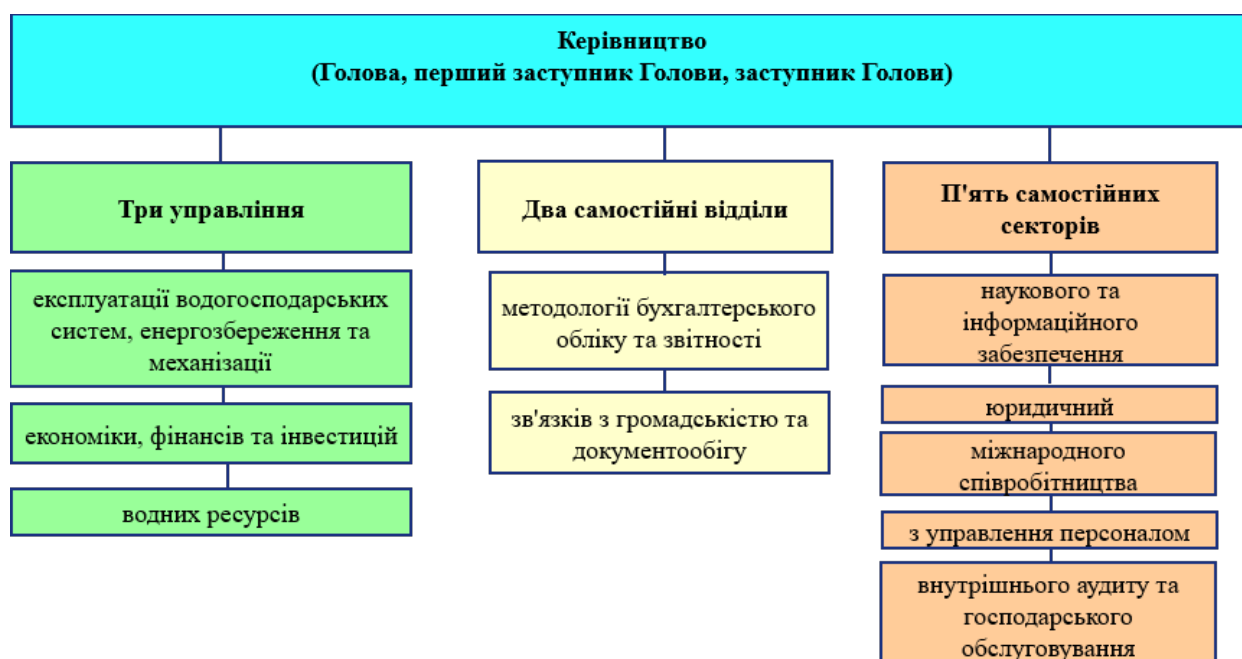 Керівництво
(Голова, перший заступник Голови, заступник Голови)
Три управління
експлуатації водогосподарських
систем, енергозбереження та
механізації
економіки, фінансів та інвестицій
водних ресурсів
Два самостійні відділи
методології бухгалтерського
обліку та звітності
зв'язків з громадськістю та
документообігу
П'ять самостійних
секторів
наукового та
інформаційного
забезпечення
юридичний
міжнародного
співробітництва
з управління персоналом
внутрішнього аудиту та
господарського
обслуговування